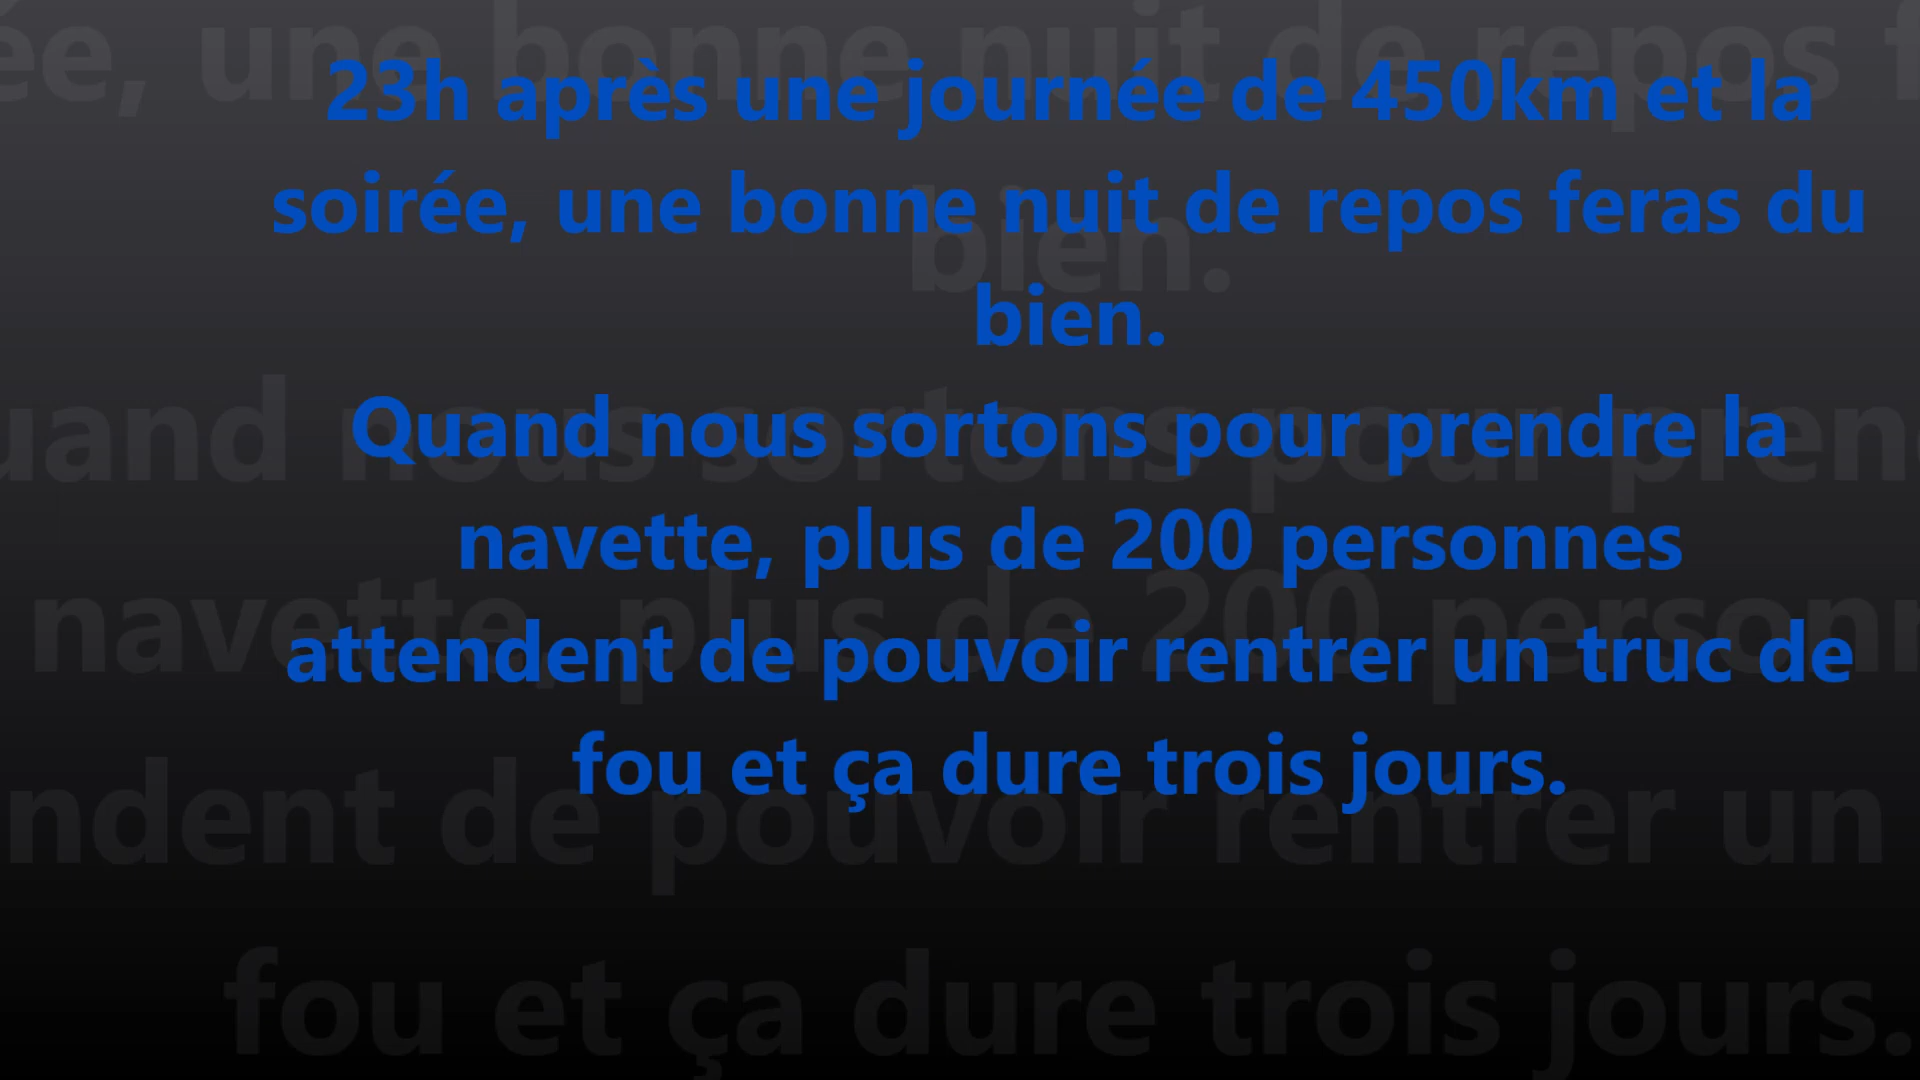 23h après une journée de 450km et la
soirée, une bonne nuit de repos feras du
bien.
Quand nous sortons pour prendre la
navette, plus de 200 personnes
attendent de pouvoir rentrer un truc de
fou et ça dure trois jours.